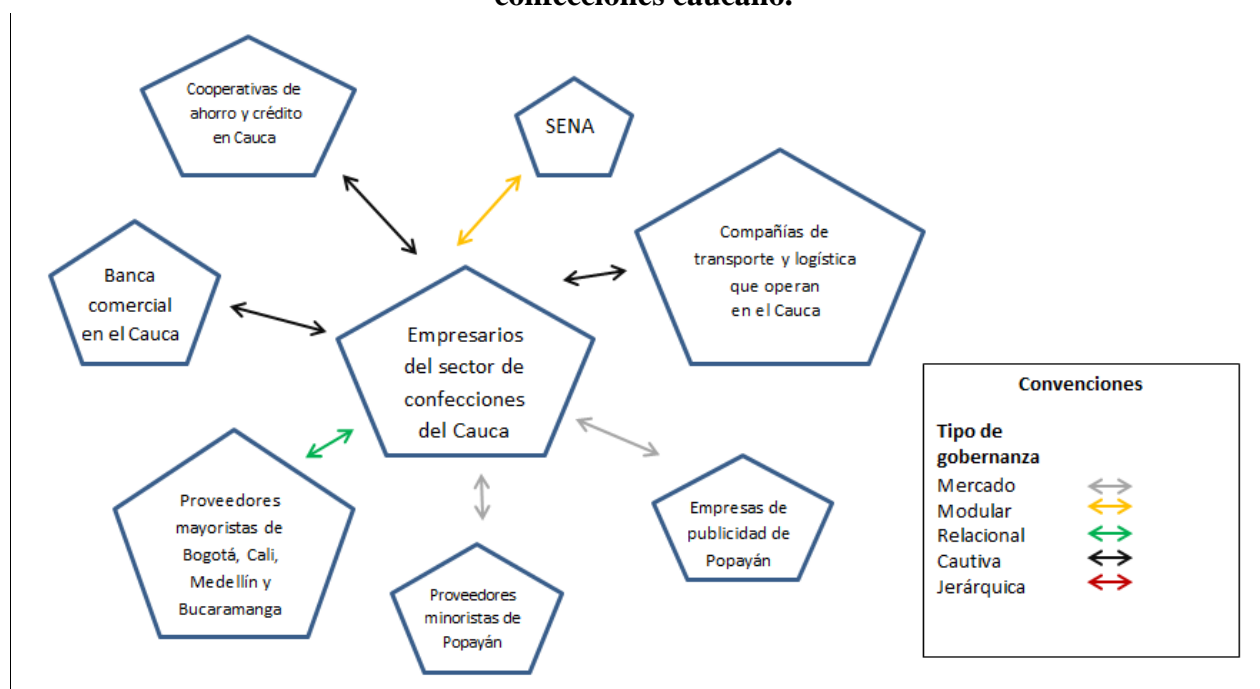 confecciones caucano.
Cooperativas de
ahorro y crédito
en Cauca
SENA
Compañías de
transporte y logística
que operan
en el Cauca
Banca
comercial
en el Cauca
Empresarios
del sector de
confecciones
del Cauca
Proveedores
mayoristas de
Bogotá, Cali,
Medellín y
Bucaramanga
Proveedores
minoristas de
Popayán
Empresas de
publicidad de
Popayán
Convenciones
Tipo de
gobernanza
Mercado
Modular
Relacional
Cautiva
Jerárquica